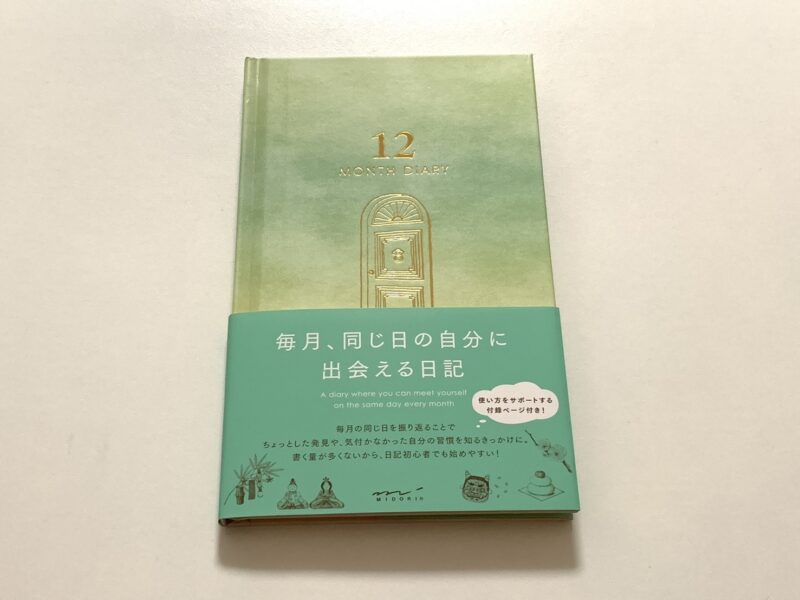 12
MONTH DIARY
毎月、同じ日の自分に
出会える日記
A diary where you can meet yourself
on the same day every month
使い方をサポートする
付録ページ付き！
毎月の同じ日を振り返ることで
ちょっとした発見や、気付かなかった自分の習慣を知るきっかけに。
書く量が多くないから、日記初心者でも始めやすい！
MIDORI